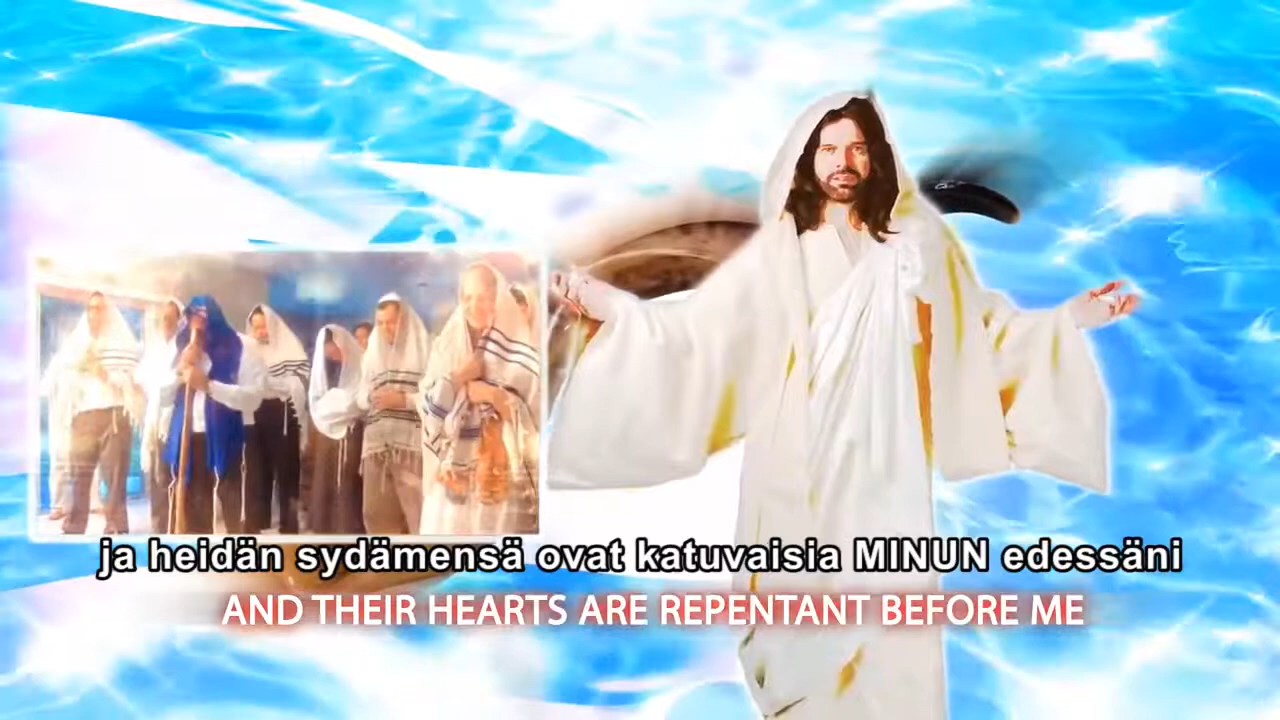 ja heidän sydämensä ovat katuvaisia MINUN edessäni
AND THEIR HEARTS ARE REPENTANT BEFORE ME